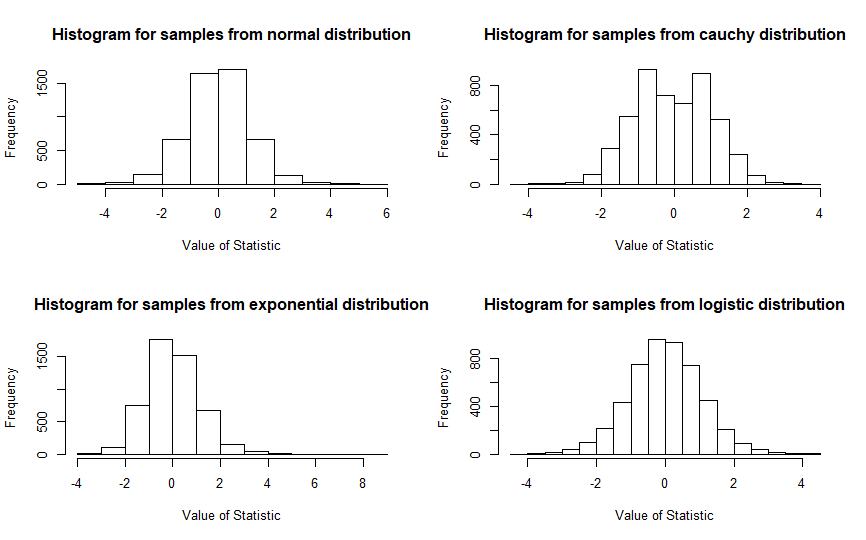 Histogram for samples from normal distribution
Frequency
0 500 1500
-4 -2 0 2 4 6
Value of Statistic
Histogram for samples from cauchy distribution
Frequency
0 400 800
-4 -2 0 2 4
Value of Statistic
Histogram for samples from exponential distribution
Frequency
0 500 1500
-4 -2 0 2 4 6 8
Value of Statistic
Histogram for samples from logistic distribution
Frequency
0 400 800
-4 -2 0 2 4
Value of Statistic